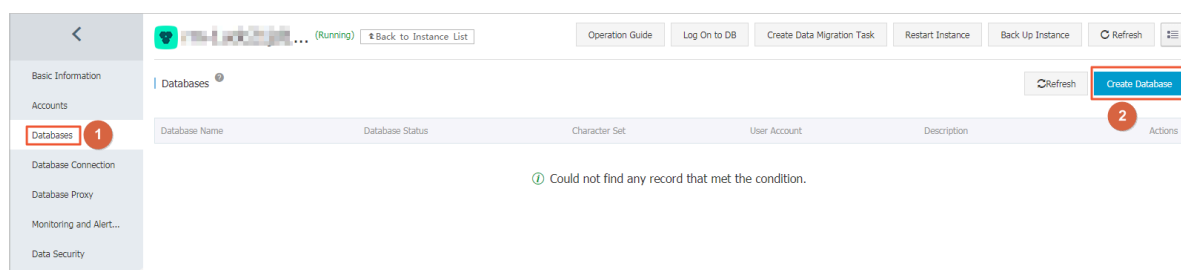 ... (Running) Back to Instance List Operation Guide Log On to DB Create Data Migration Task Restart Instance Back Up Instance Refresh
Basic Information
Databases Refresh Create Database
Accounts
2
Databases 1
Database Name Database Status Character Set User Account Description Actions
Database Connection
Could not find any record that met the condition.
Database Proxy
Monitoring and Alert...
Data Security